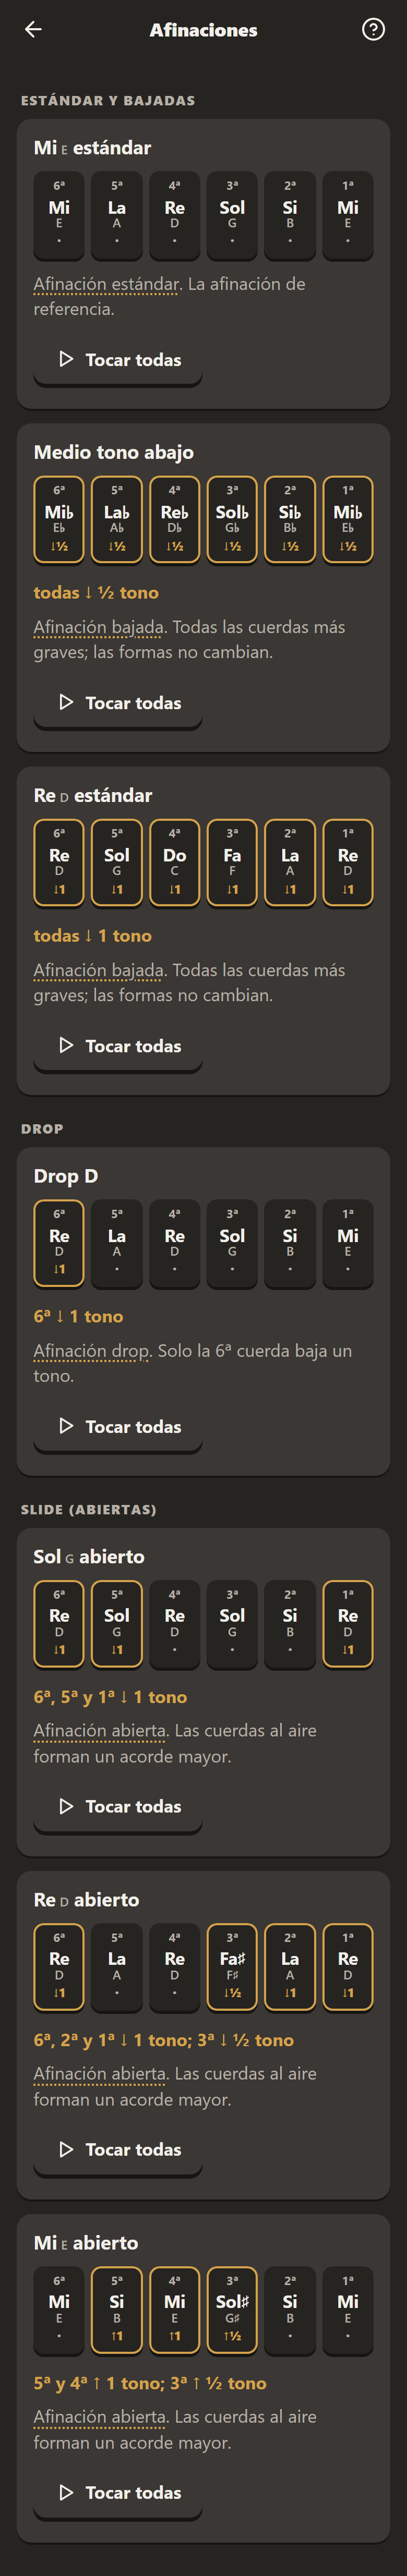 Afinaciones
ESTÁNDAR Y BAJADAS
Mi E estándar
6ª 5ª 4ª 3ª 2ª 1ª
Mi La Re Sol Si Mi
E A D G B E
· · · · · ·
Afinación estándar. La afinación de
referencia.
Tocar todas
Medio tono abajo
6ª 5ª 4ª 3ª 2ª 1ª
Mi♭ La♭ Re♭ Sol♭ Si♭ Mi♭
E♭ A♭ D♭ G♭ B♭ E♭
↓½ ↓½ ↓½ ↓½ ↓½ ↓½
todas ↓ ½ tono
Afinación bajada. Todas las cuerdas más
graves; las formas no cambian.
Tocar todas
Re D estándar
6ª 5ª 4ª 3ª 2ª 1ª
Re Sol Do Fa La Re
D G C F A D
↓1 ↓1 ↓1 ↓1 ↓1 ↓1
todas ↓ 1 tono
Afinación bajada. Todas las cuerdas más
graves; las formas no cambian.
Tocar todas
DROP
Drop D
6ª 5ª 4ª 3ª 2ª 1ª
Re La Re Sol Si Mi
D A D G B E
↓1 · · · · ·
6ª ↓ 1 tono
Afinación drop. Solo la 6ª cuerda baja un
tono.
Tocar todas
SLIDE (ABIERTAS)
Sol G abierto
6ª 5ª 4ª 3ª 2ª 1ª
Re Sol Re Sol Si Re
D G D G B D
↓1 ↓1 · · · ↓1
6ª, 5ª y 1ª ↓ 1 tono
Afinación abierta. Las cuerdas al aire
forman un acorde mayor.
Tocar todas
Re D abierto
6ª 5ª 4ª 3ª 2ª 1ª
Re La Re Fa♯ La Re
D A D F♯ A D
↓1 · · ↓½ ↓1 ↓1
6ª, 2ª y 1ª ↓ 1 tono; 3ª ↓ ½ tono
Afinación abierta. Las cuerdas al aire
forman un acorde mayor.
Tocar todas
Mi E abierto
6ª 5ª 4ª 3ª 2ª 1ª
Mi Si Mi Sol♯ Si Mi
E B E G♯ B E
· ↑1 ↑1 ↑½ · ·
5ª y 4ª ↑ 1 tono; 3ª ↑ ½ tono
Afinación abierta. Las cuerdas al aire
forman un acorde mayor.
Tocar todas